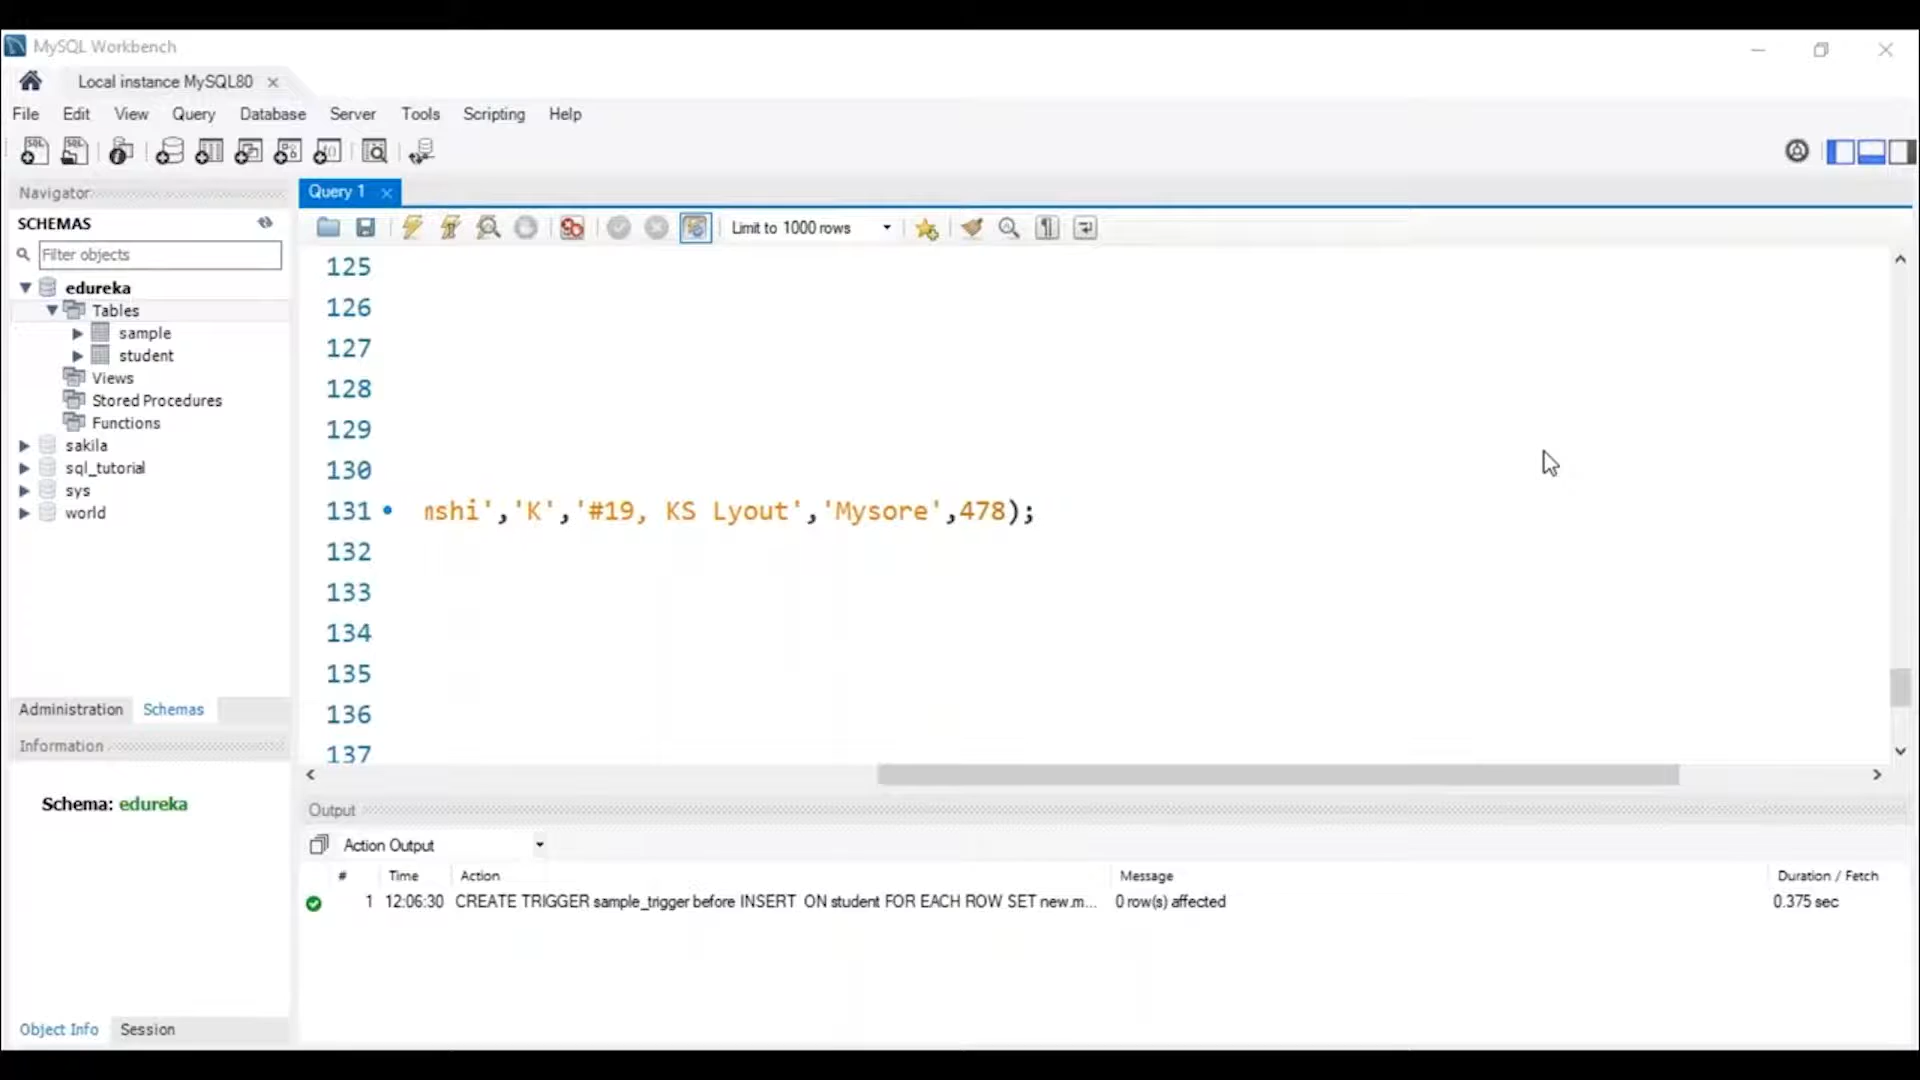 MySQL Workbench
Local instance MySQL80
File Edit View Query Database Server Tools Scripting Help
Navigator
SCHEMAS
Filter objects
edureka
Tables
sample
student
Views
Stored Procedures
Functions
sakila
sql_tutorial
sys
world
Administration Schemas
Information
Schema: edureka
Object Info Session
Query 1
Limit to 1000 rows
125
126
127
128
129
130
131 mshi','K','#19, KS Lyout','Mysore',478);
132
133
134
135
136
137
Output
Action Output
# Time Action Message Duration / Fetch
1 12:06:30 CREATE TRIGGER sample_trigger before INSERT ON student FOR EACH ROW SET new.m... 0 row(s) affected 0.375 sec